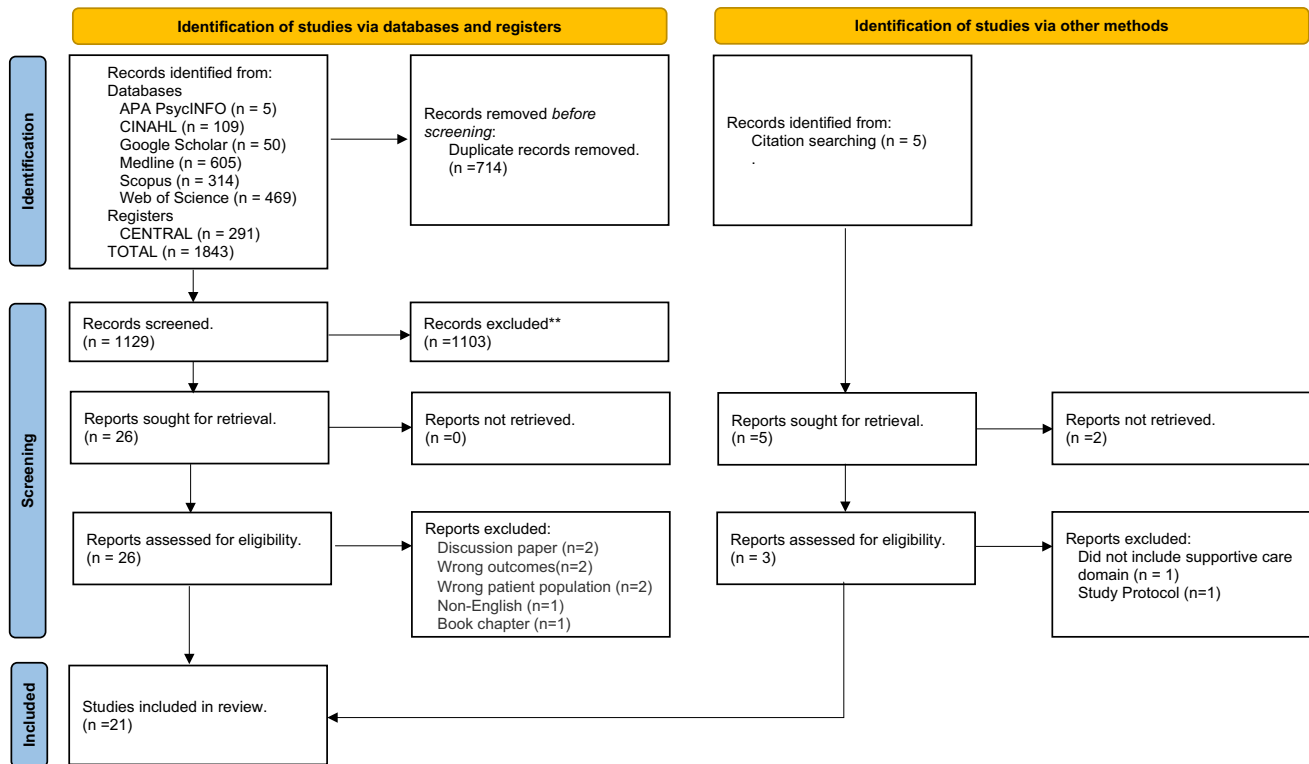 Identification of studies via databases and registers
Identification of studies via other methods
Identification
Records identified from:
Databases
APA PsycINFO (n = 5)
CINAHL (n = 109)
Google Scholar (n = 50)
Medline (n = 605)
Scopus (n = 314)
Web of Science (n = 469)
Registers
CENTRAL (n = 291)
TOTAL (n = 1843)
Records removed before
screening:
Duplicate records removed.
(n =714)
Records identified from:
Citation searching (n = 5)
.
Screening
Records screened.
(n = 1129)
Records excluded**
(n =1103)
Reports sought for retrieval.
(n = 26)
Reports not retrieved.
(n =0)
Reports sought for retrieval.
(n =5)
Reports not retrieved.
(n =2)
Reports assessed for eligibility.
(n = 26)
Reports excluded:
Discussion paper (n=2)
Wrong outcomes(n=2)
Wrong patient population (n=2)
Non-English (n=1)
Book chapter (n=1)
Reports assessed for eligibility.
(n = 3)
Reports excluded:
Did not include supportive care
domain (n = 1)
Study Protocol (n=1)
Included
Studies included in review.
(n =21)